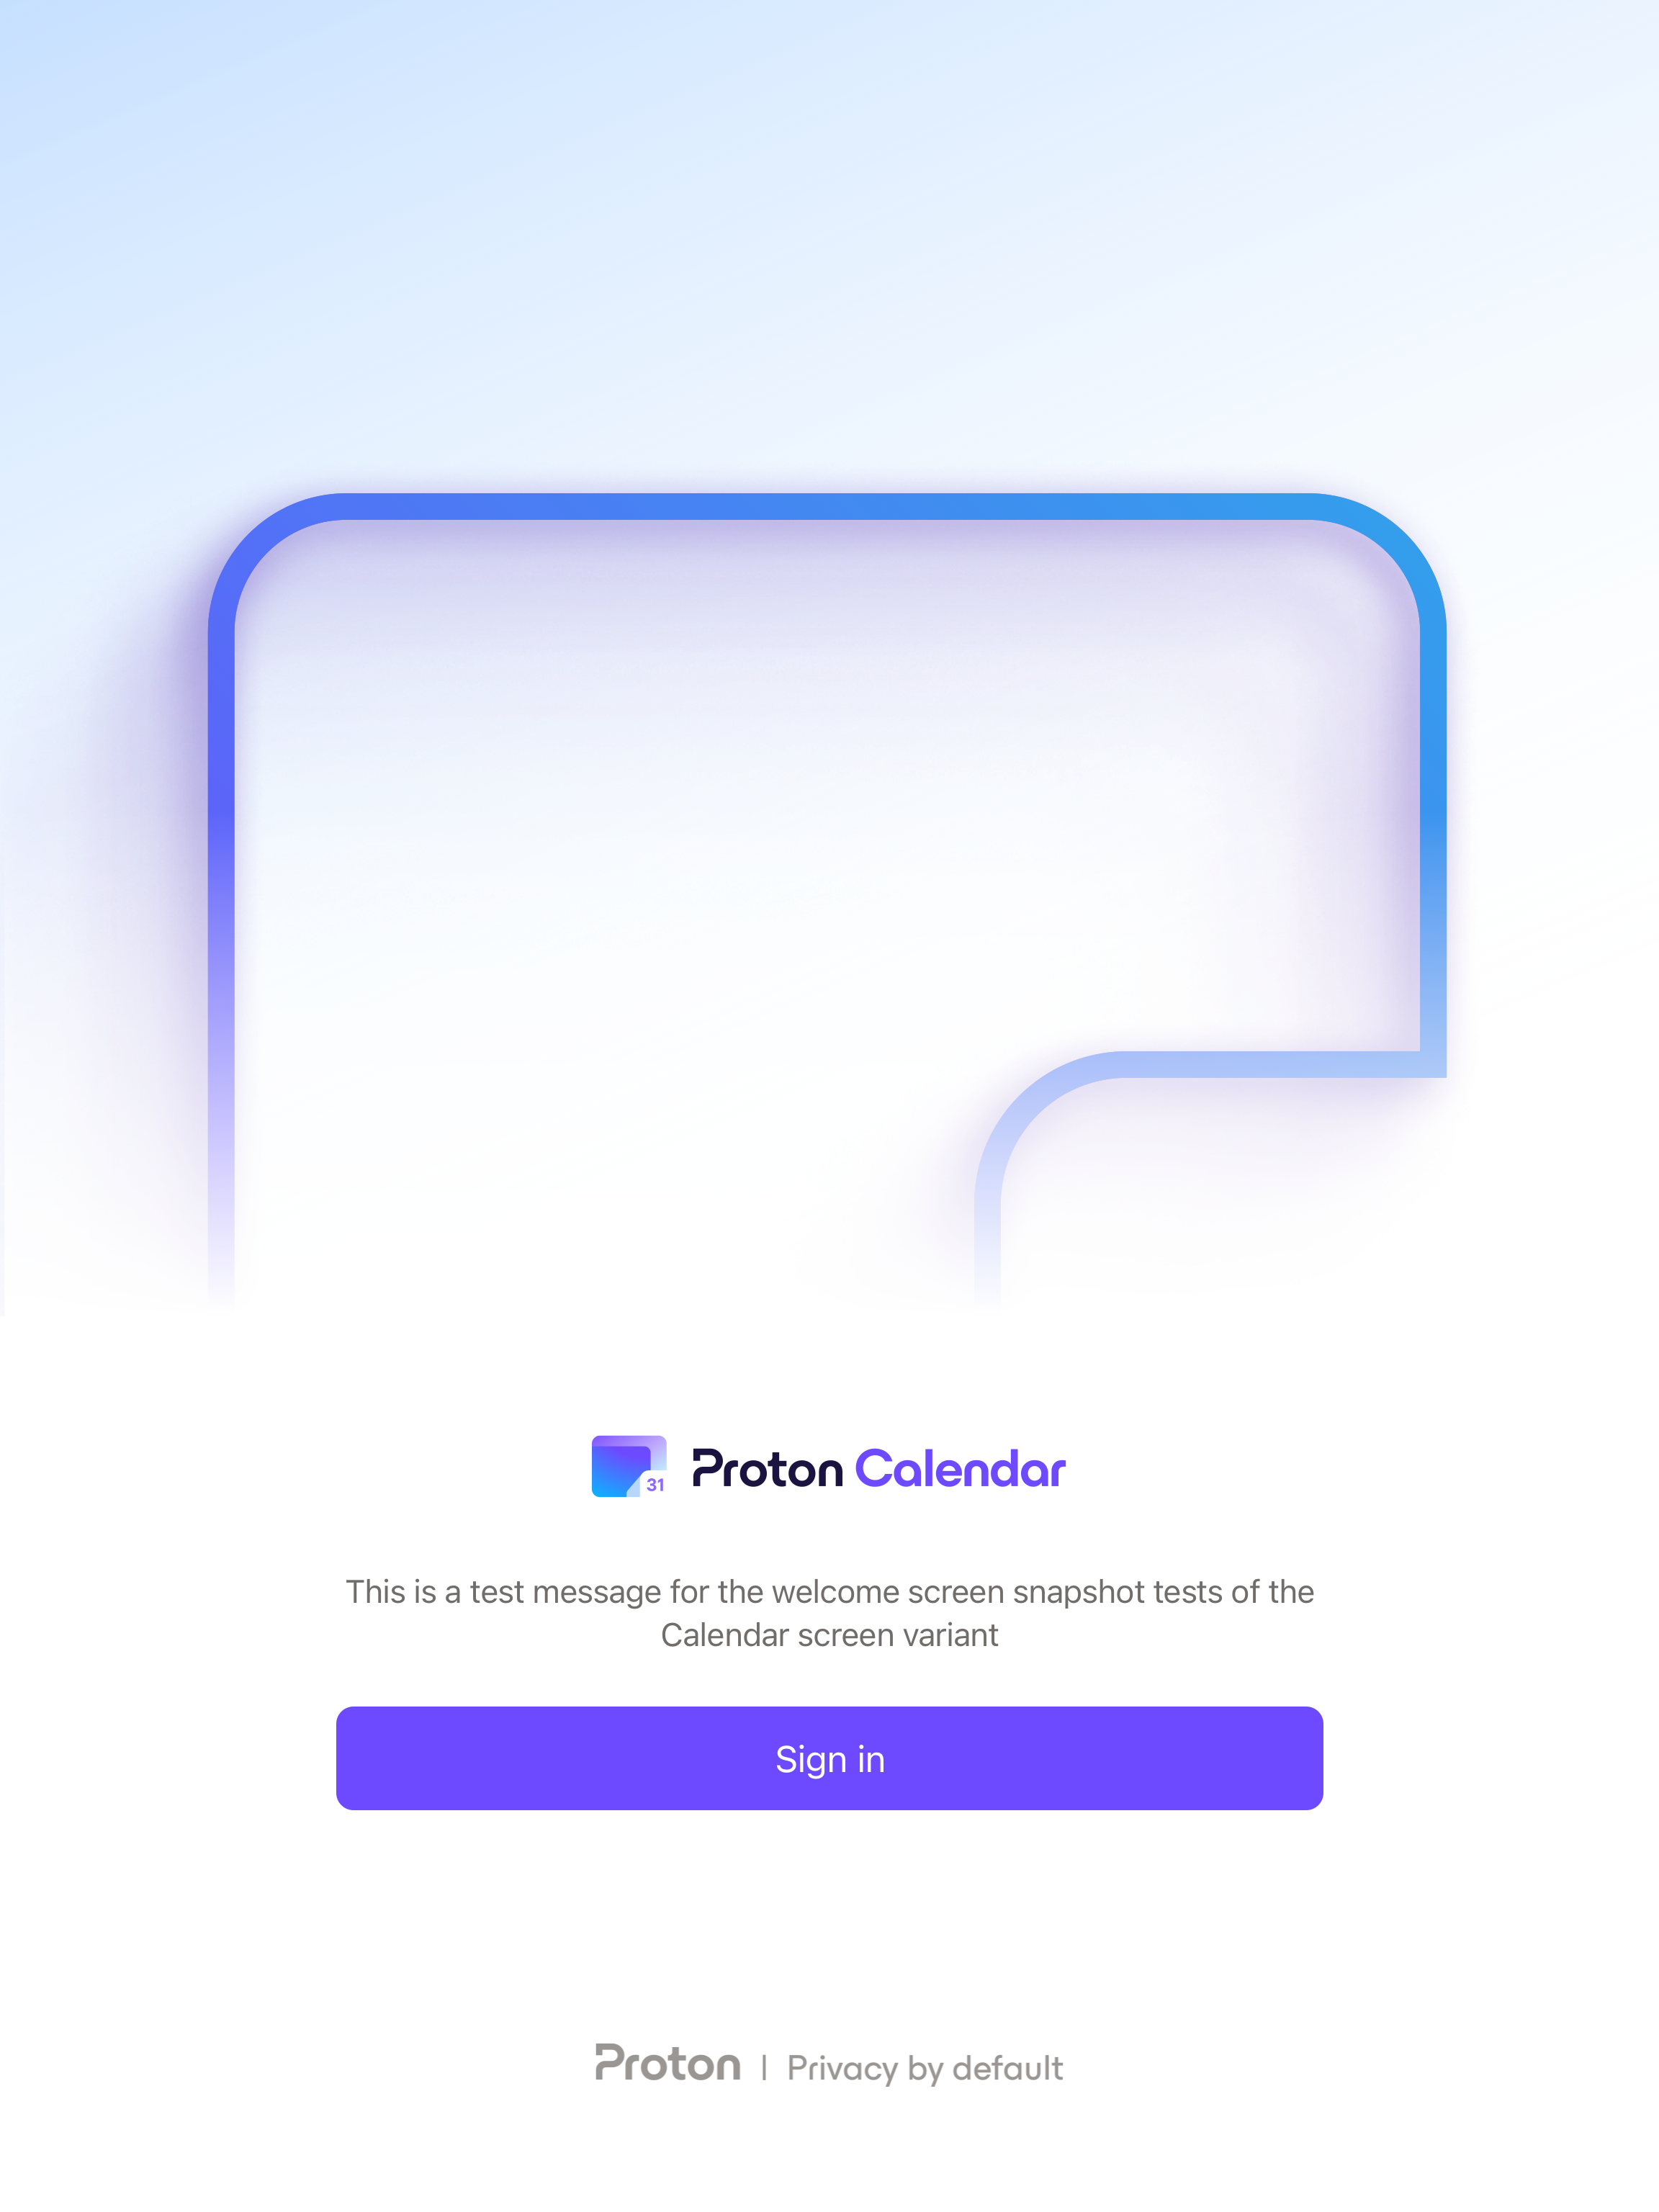 31
Proton Calendar
This is a test message for the welcome screen snapshot tests of the
Calendar screen variant
Sign in
Proton | Privacy by default